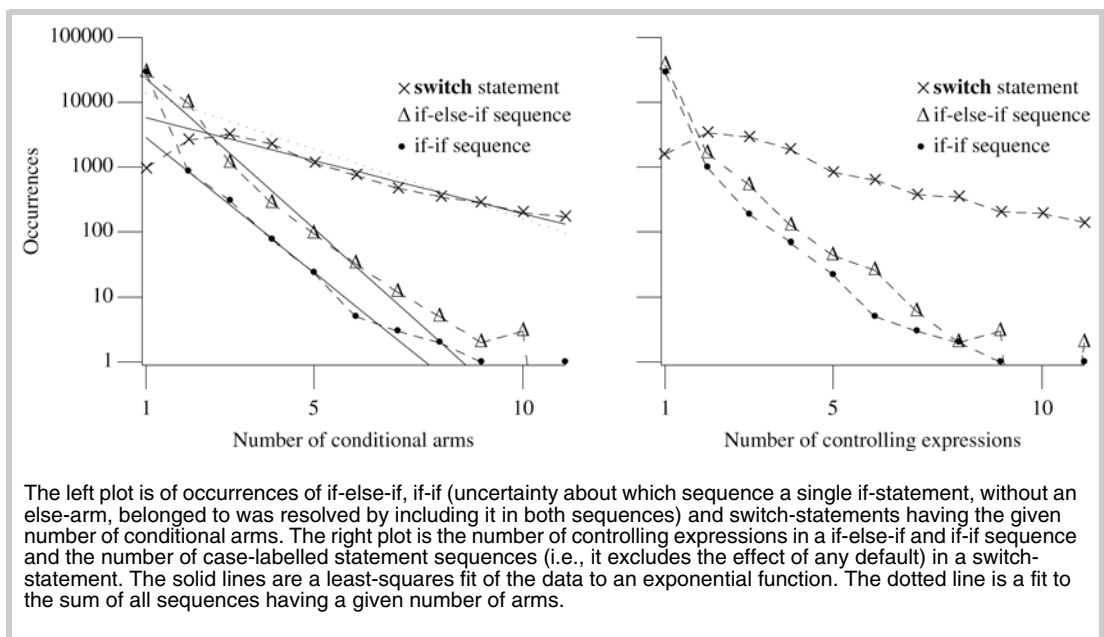 100000
10000
1000
100
10
1
Occurrences
× switch statement
Δ if-else-if sequence
• if-if sequence
1 5 10
Number of conditional arms
× switch statement
Δ if-else-if sequence
• if-if sequence
1 5 10
Number of controlling expressions
The left plot is of occurrences of if-else-if, if-if (uncertainty about which sequence a single if-statement, without an
else-arm, belonged to was resolved by including it in both sequences) and switch-statements having the given
number of conditional arms. The right plot is the number of controlling expressions in a if-else-if and if-if sequence
and the number of case-labelled statement sequences (i.e., it excludes the effect of any default) in a switch-
statement. The solid lines are a least-squares fit of the data to an exponential function. The dotted line is a fit to
the sum of all sequences having a given number of arms.